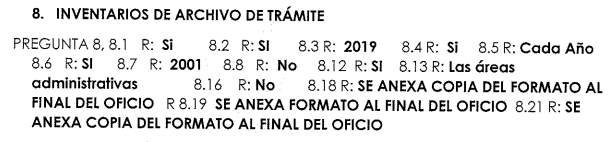 8. INVENTARIOS DE ARCHIVO DE TRÁMITE
PREGUNTA 8, 8.1 R: Si 8.2 R: SI 8.3 R: 2019 8.4 R: Si 8.5 R: Cada Año
8.6 R: SI 8.7 R: 2001 8.8 R: No 8.12 R: SI 8.13 R: Las áreas
administrativas 8.16 R: No 8.18 R: SE ANEXA COPIA DEL FORMATO AL
FINAL DEL OFICIO R 8.19 SE ANEXA FORMATO AL FINAL DEL OFICIO 8.21 R: SE
ANEXA COPIA DEL FORMATO AL FINAL DEL OFICIO